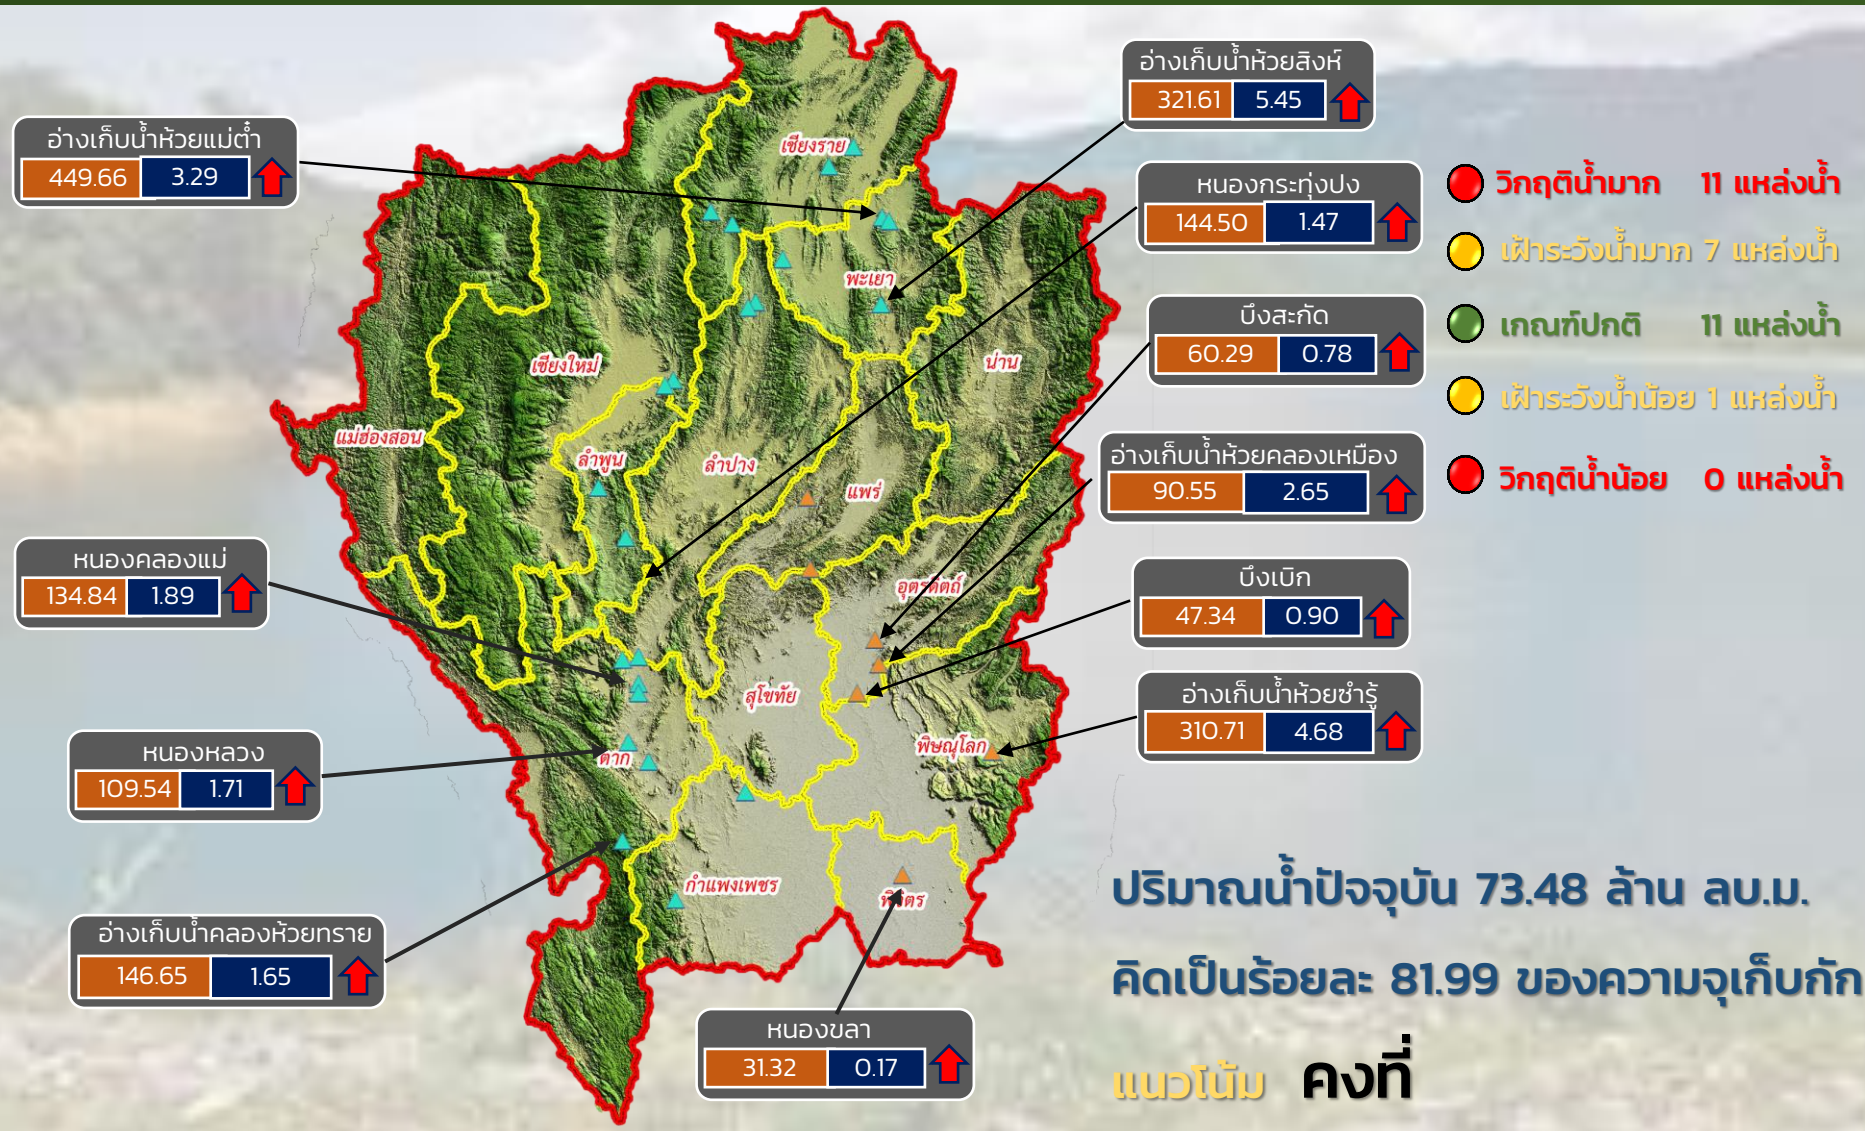 อ่างเก็บน้ำห้วยแม่ต๋ำ
449.66 3.29
หนองคลองแม่
134.84 1.89
หนองหลวง
109.54 1.71
อ่างเก็บน้ำคลองห้วยทราย
146.65 1.65
หนองขลา
31.32 0.17
เชียงราย
พะเยา
น่าน
เชียงใหม่
แม่ฮ่องสอน
ลำพูน
ลำปาง
แพร่
อุตรดิตถ์
สุโขทัย
ตาก
พิษณุโลก
กำแพงเพชร
พิจิตร
อ่างเก็บน้ำห้วยสิงห์
321.61 5.45
หนองกระทุ่งปง
144.50 1.47
บึงสะกัด
60.29 0.78
อ่างเก็บน้ำห้วยคลองเหมือง
90.55 2.65
บึงเบิก
47.34 0.90
อ่างเก็บน้ำห้วยซำรู้
310.71 4.68
วิกฤติน้ำมาก 11 แหล่งน้ำ
เฝ้าระวังน้ำมาก 7 แหล่งน้ำ
เกณฑ์ปกติ 11 แหล่งน้ำ
เฝ้าระวังน้ำน้อย 1 แหล่งน้ำ
วิกฤติน้ำน้อย 0 แหล่งน้ำ
ปริมาณน้ำปัจจุบัน 73.48 ล้าน ลบ.ม.
คิดเป็นร้อยละ 81.99 ของความจุเก็บกัก
แนวโน้ม คงที่